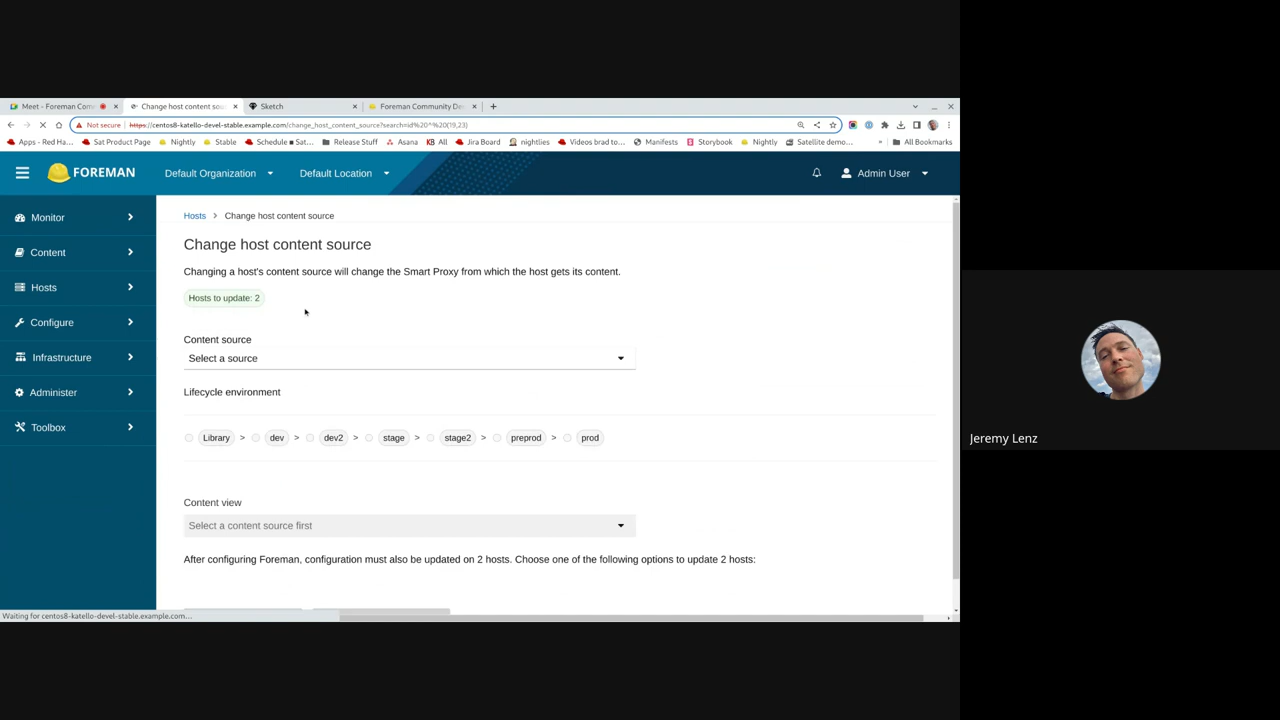 Meet - Foreman Com
Change host content sou
Sketch
Foreman Community De
Not secure https://centos8-katello-devel-stable.example.com/change_host_content_source?search=id%20^%20(19,23)
Apps - Red Ha...
Sat Product Page
Nightly
Stable
Schedule ■ Sat...
Release Stuff
Asana
KB All
Jira Board
nightlies
Videos brad to...
Manifests
Storybook
Nightly
Satellite demo...
»
All Bookmarks
FOREMAN
Default Organization
Default Location
Admin User
Monitor
Content
Hosts
Configure
Infrastructure
Administer
Toolbox
Hosts > Change host content source
Change host content source
Changing a host's content source will change the Smart Proxy from which the host gets its content.
Hosts to update: 2
Content source
Select a source
Lifecycle environment
Library > dev > dev2 > stage > stage2 > preprod > prod
Content view
Select a content source first
After configuring Foreman, configuration must also be updated on 2 hosts. Choose one of the following options to update 2 hosts:
Waiting for centos8-katello-devel-stable.example.com...
Jeremy Lenz